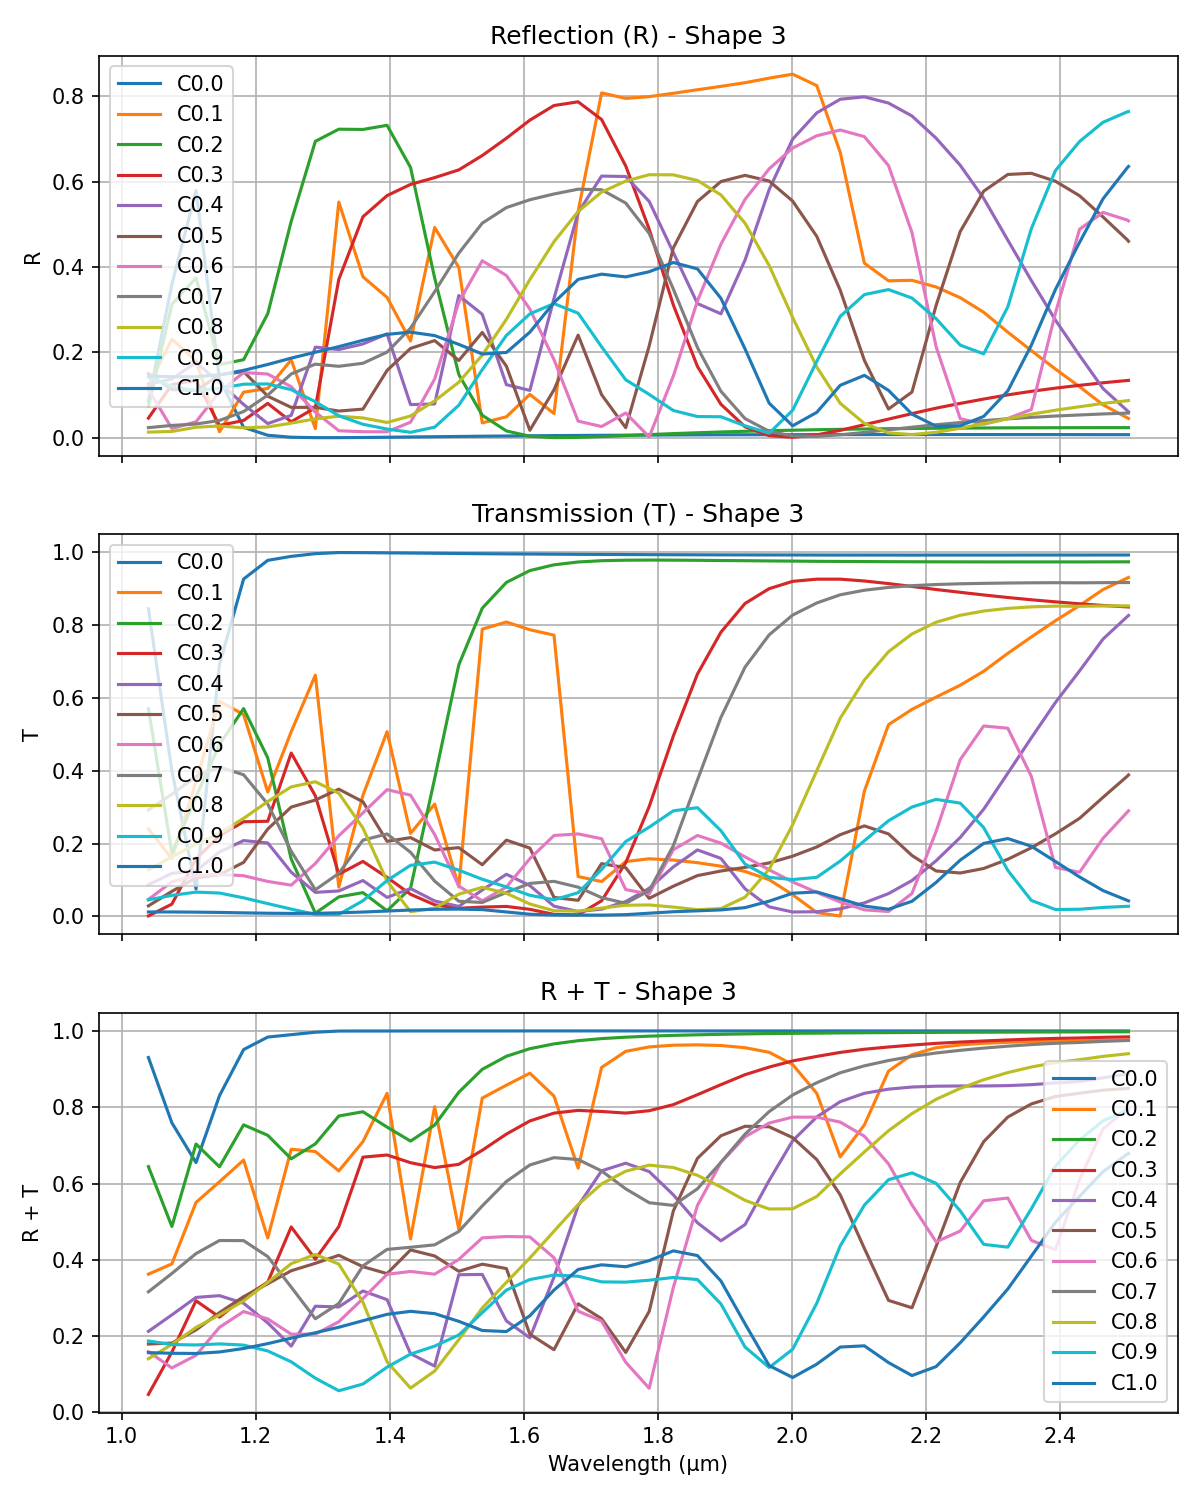 Reflection (R) - Shape 3
R
0.8
0.6
0.4
0.2
0.0
C0.0
C0.1
C0.2
C0.3
C0.4
C0.5
C0.6
C0.7
C0.8
C0.9
C1.0
Transmission (T) - Shape 3
T
1.0
0.8
0.6
0.4
0.2
0.0
C0.0
C0.1
C0.2
C0.3
C0.4
C0.5
C0.6
C0.7
C0.8
C0.9
C1.0
R + T - Shape 3
R + T
1.0
0.8
0.6
0.4
0.2
0.0
C0.0
C0.1
C0.2
C0.3
C0.4
C0.5
C0.6
C0.7
C0.8
C0.9
C1.0
1.0 1.2 1.4 1.6 1.8 2.0 2.2 2.4
Wavelength (μm)